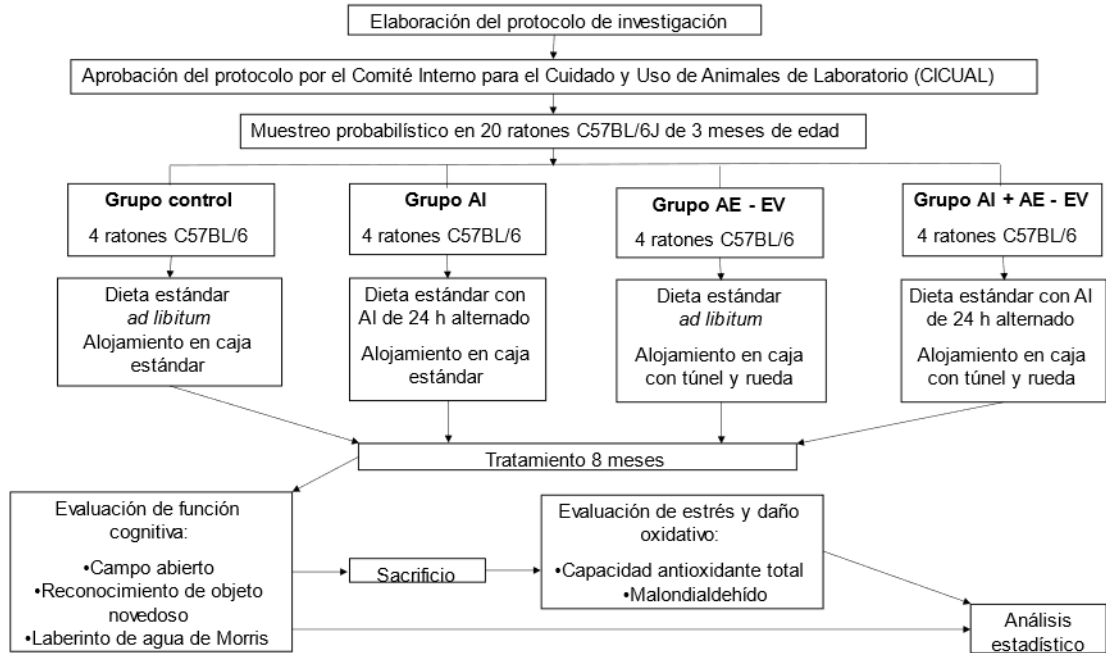 Elaboración del protocolo de investigación
Aprobación del protocolo por el Comité Interno para el Cuidado y Uso de Animales de Laboratorio (CICUAL)
Muestreo probabilístico en 20 ratones C57BL/6J de 3 meses de edad
Grupo control
4 ratones C57BL/6
Grupo AI
4 ratones C57BL/6
Grupo AE - EV
4 ratones C57BL/6
Grupo AI + AE - EV
4 ratones C57BL/6
Dieta estándar
ad libitum
Alojamiento en caja
estándar
Dieta estándar con
AI de 24 h alternado
Alojamiento en caja
estándar
Dieta estándar
ad libitum
Alojamiento en caja
con túnel y rueda
Dieta estándar con AI
de 24 h alternado
Alojamiento en caja
con túnel y rueda
Tratamiento 8 meses
Evaluación de función
cognitiva:
•Campo abierto
•Reconocimiento de objeto
novedoso
•Laberinto de agua de Morris
Sacrificio
Evaluación de estrés y daño
oxidativo:
•Capacidad antioxidante total
•Malondialdehído
Análisis
estadístico